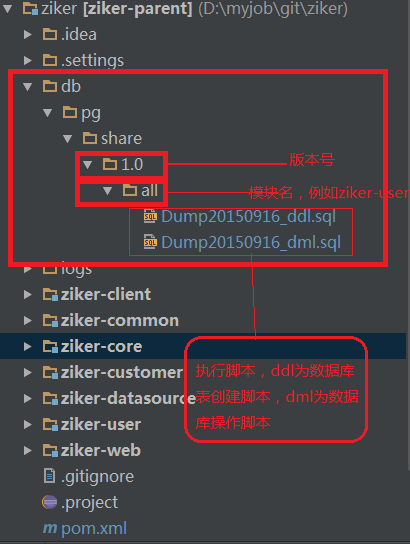 ziker [ziker-parent] (D:\myjob\git\ziker)
.idea
.settings
db
pg
share
1.0
版本号
all
模块名，例如ziker-user
Dump20150916_ddl.sql
Dump20150916_dml.sql
logs
ziker-client
ziker-common
ziker-core
ziker-customer
ziker-datasource
ziker-user
ziker-web
执行脚本，ddl为数据库
表创建脚本，dml为数据
库操作脚本
.gitignore
.project
pom.xml